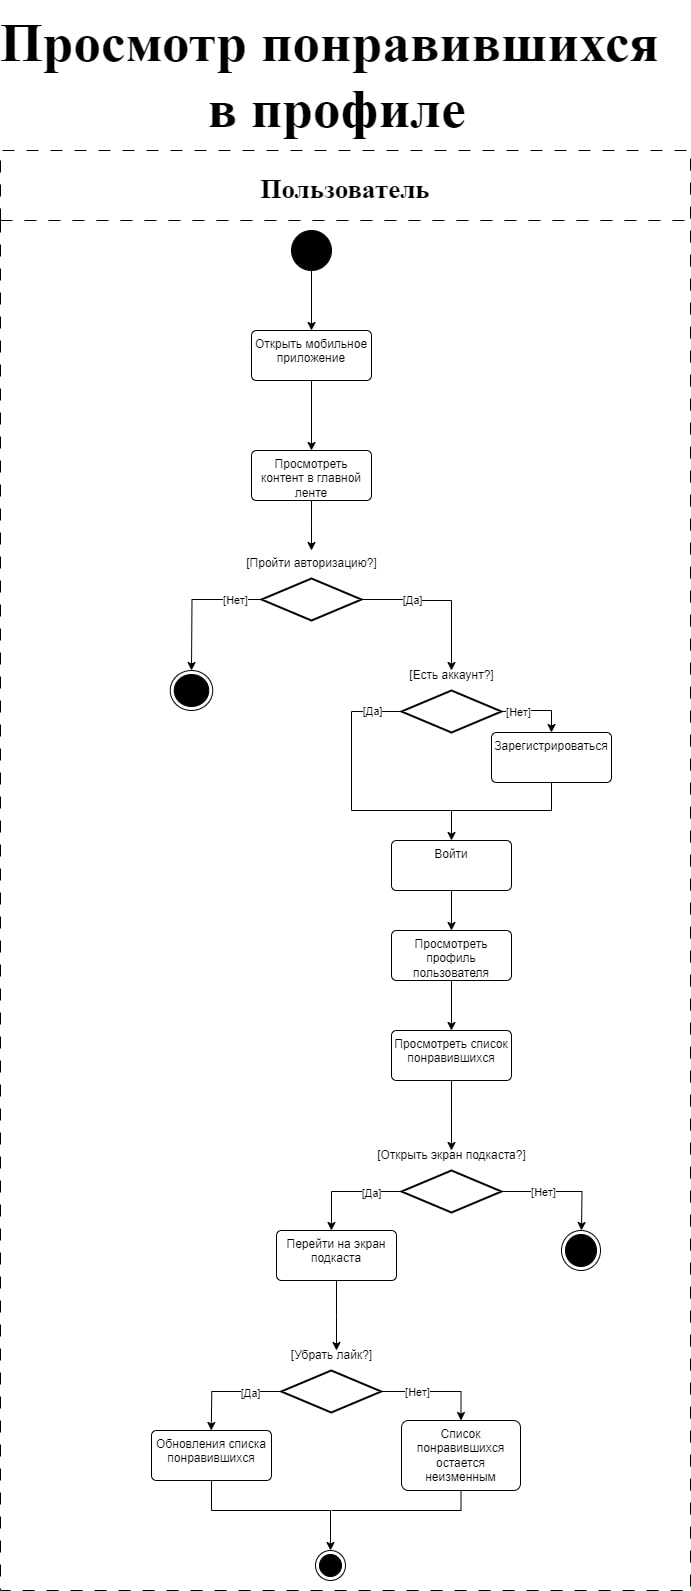 Просмотр понравившихся
в профиле
Пользователь
Открыть мобильное
приложение
Просмотреть
контент в главной
ленте
[Пройти авторизацию?]
[Нет]
[Да]
[Есть аккаунт?]
[Да]
[Нет]
Зарегистрироваться
Войти
Просмотреть
профиль
пользователя
Просмотреть список
понравившихся
[Открыть экран подкаста?]
[Да]
[Нет]
Перейти на экран
подкаста
[Убрать лайк?]
[Да]
[Нет]
Обновления списка
понравившихся
Список
понравившихся
остается
неизменным